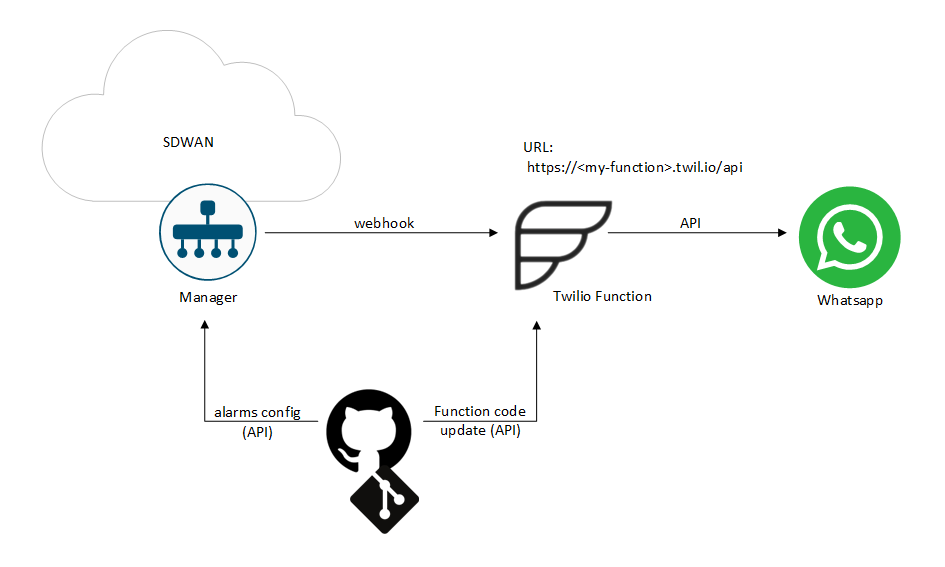 SDWAN
URL:
https://<my-function>.twil.io/api
webhook
API
Manager
Twilio Function
Whatsapp
alarms config
(API)
Function code
update (API)